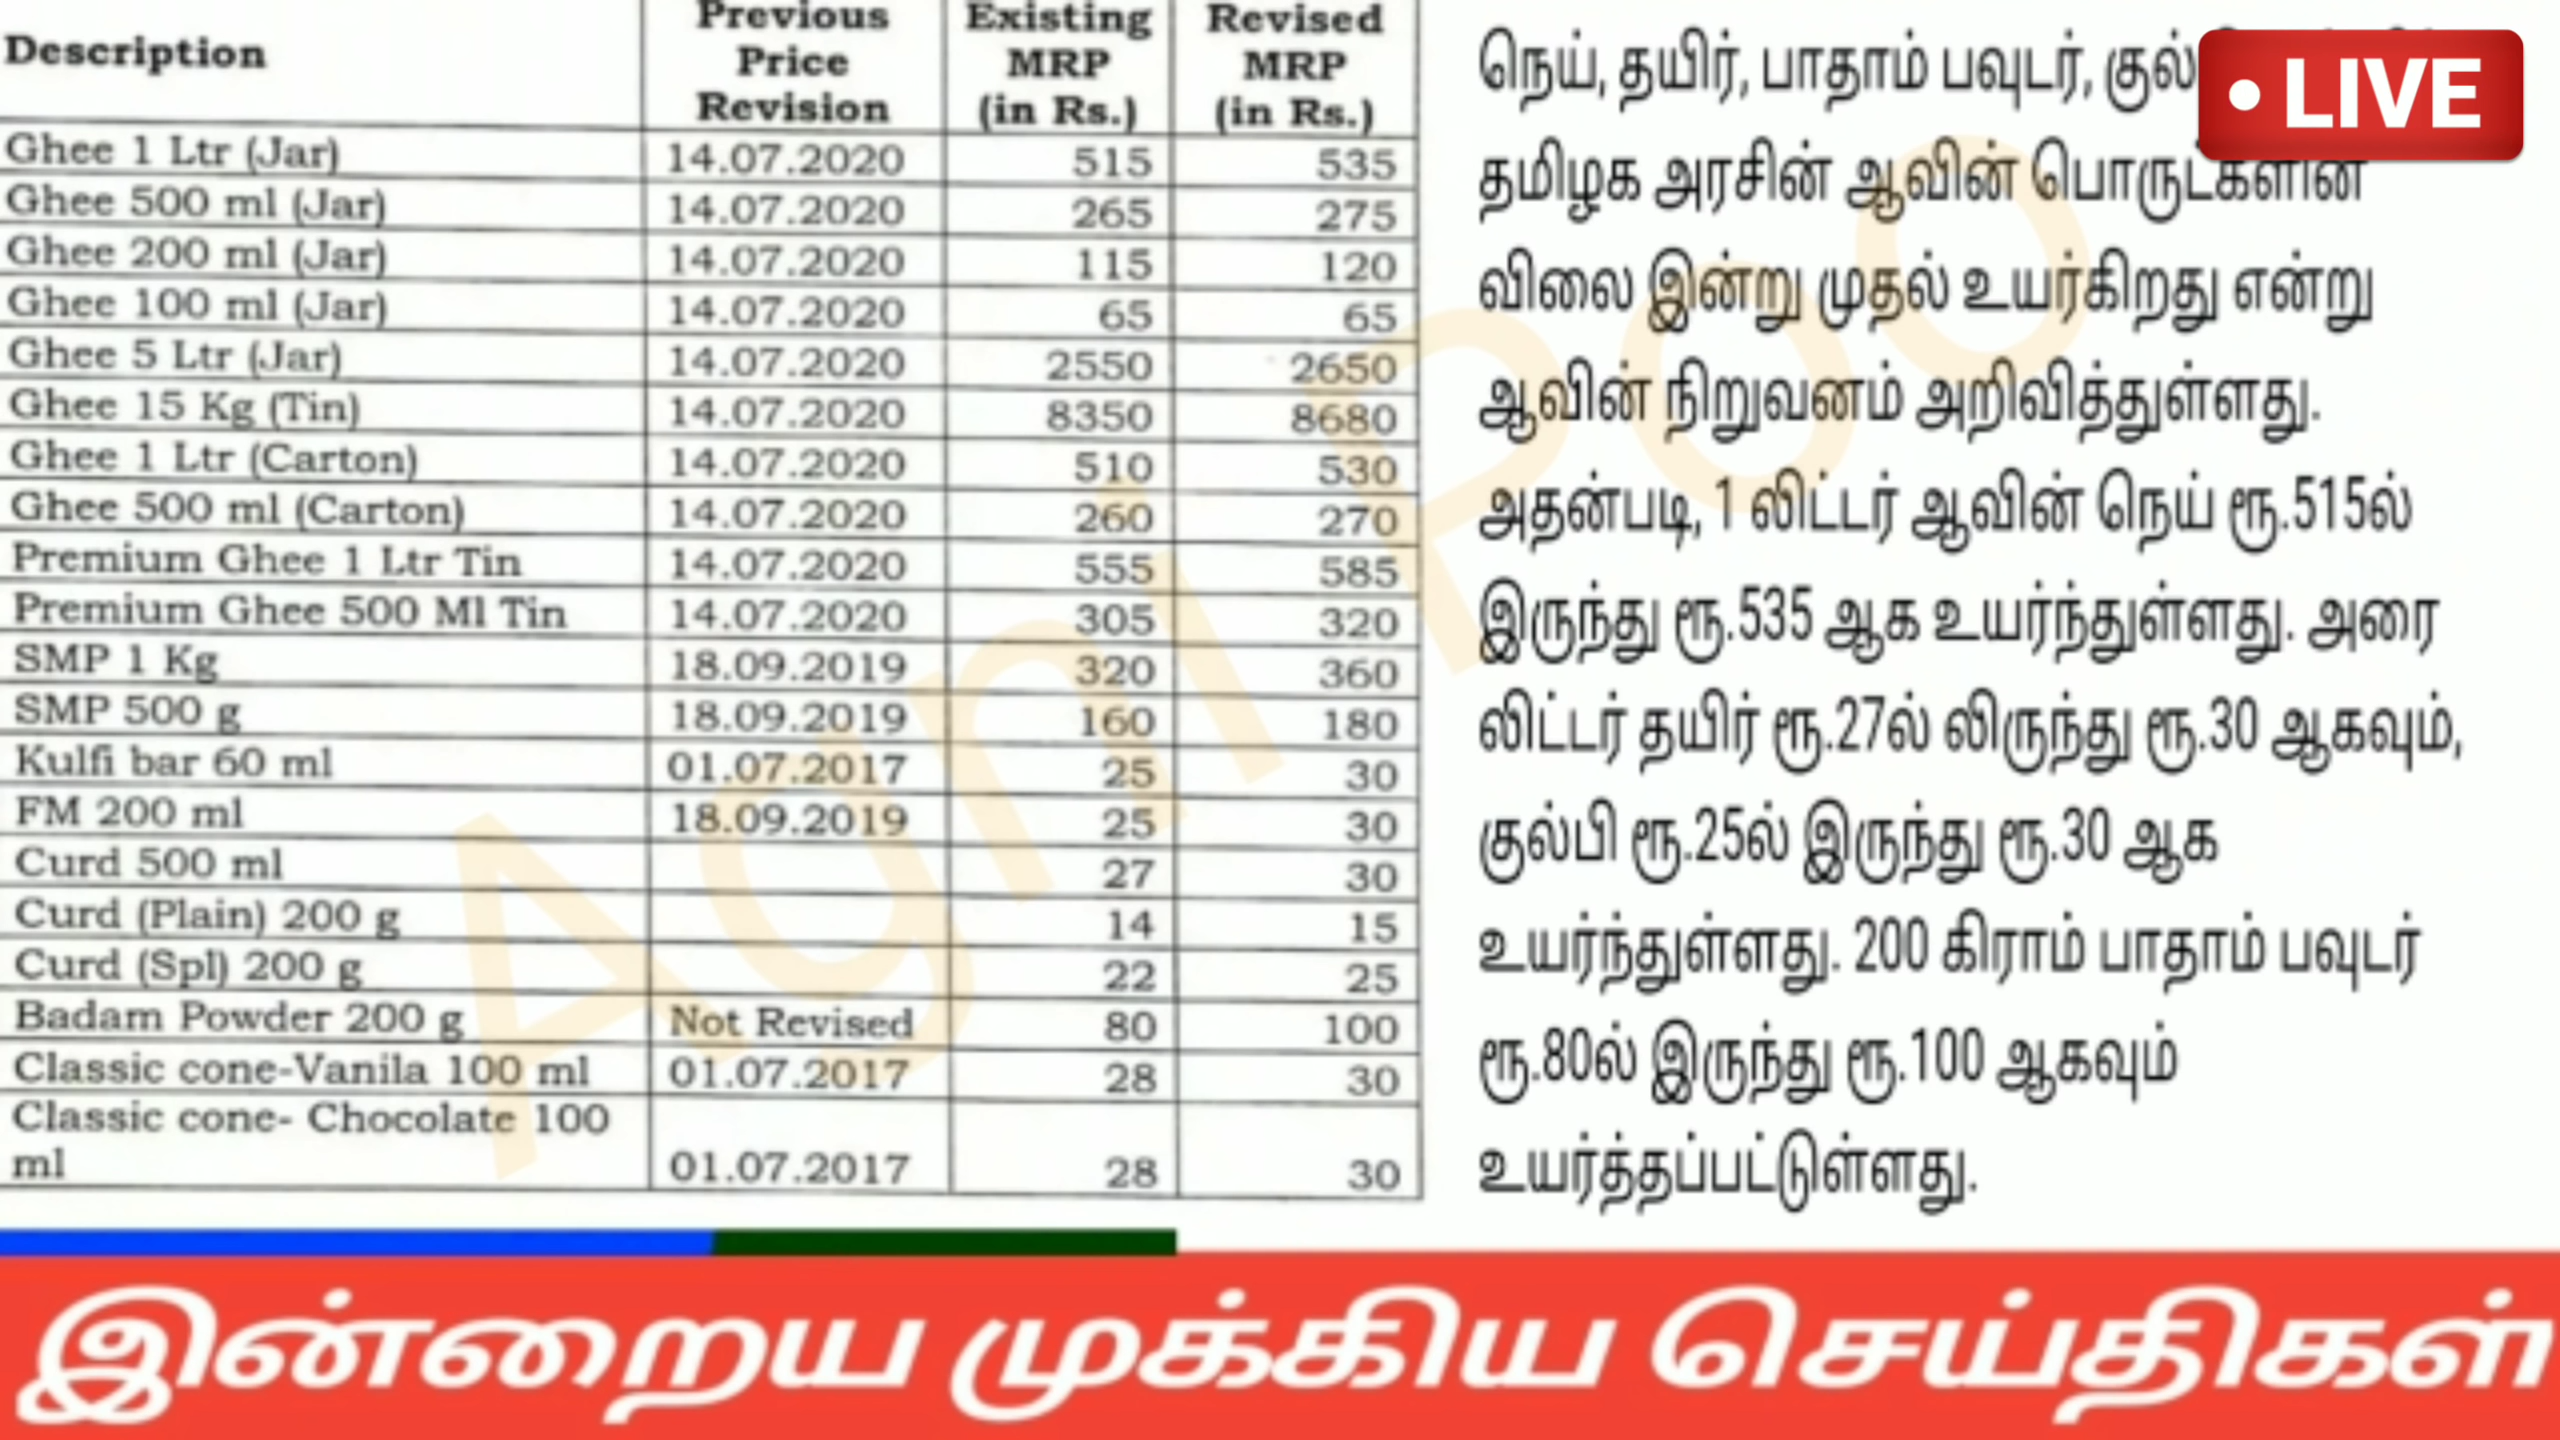 Description Previous Price Revision Existing MRP (in Rs.) Revised MRP (in Rs.)
Ghee 1 Ltr (Jar) 14.07.2020 515 535
Ghee 500 ml (Jar) 14.07.2020 265 275
Ghee 200 ml (Jar) 14.07.2020 115 120
Ghee 100 ml (Jar) 14.07.2020 65 65
Ghee 5 Ltr (Jar) 14.07.2020 2550 2650
Ghee 15 Kg (Tin) 14.07.2020 8350 8680
Ghee 1 Ltr (Carton) 14.07.2020 510 530
Ghee 500 ml (Carton) 14.07.2020 260 270
Premium Ghee 1 Ltr Tin 14.07.2020 555 585
Premium Ghee 500 Ml Tin 14.07.2020 305 320
SMP 1 Kg 18.09.2019 320 360
SMP 500 g 18.09.2019 160 180
Kulfi bar 60 ml 01.07.2017 25 30
FM 200 ml 18.09.2019 25 30
Curd 500 ml 27 30
Curd (Plain) 200 g 14 15
Curd (Spl) 200 g 22 25
Badam Powder 200 g Not Revised 80 100
Classic cone-Vanila 100 ml 01.07.2017 28 30
Classic cone- Chocolate 100
ml 01.07.2017 28 30
நெய், தயிர், பாதாம் பவுடர்,
• LIVE
தமிழக அரசின் ஆவின் பொருட்களின்
விலை இன்று முதல் உயர்கிறது என்று
ஆவின் நிறுவனம் அறிவித்துள்ளது.
அதன்படி, 1 லிட்டர் ஆவின் நெய் ரூ.515ல்
இருந்து ரூ.535 ஆக உயர்ந்துள்ளது. அரை
லிட்டர் தயிர் ரூ.27ல் லிருந்து ரூ.30 ஆகவும்,
குல்பி ரூ.25ல் இருந்து ரூ.30 ஆக
உயர்ந்துள்ளது. 200 கிராம் பாதாம் பவுடர்
ரூ.80ல் இருந்து ரூ.100 ஆகவும்
உயர்த்தப்பட்டுள்ளது.
Agni Poo
இன்றைய முக்கிய செய்திகள்